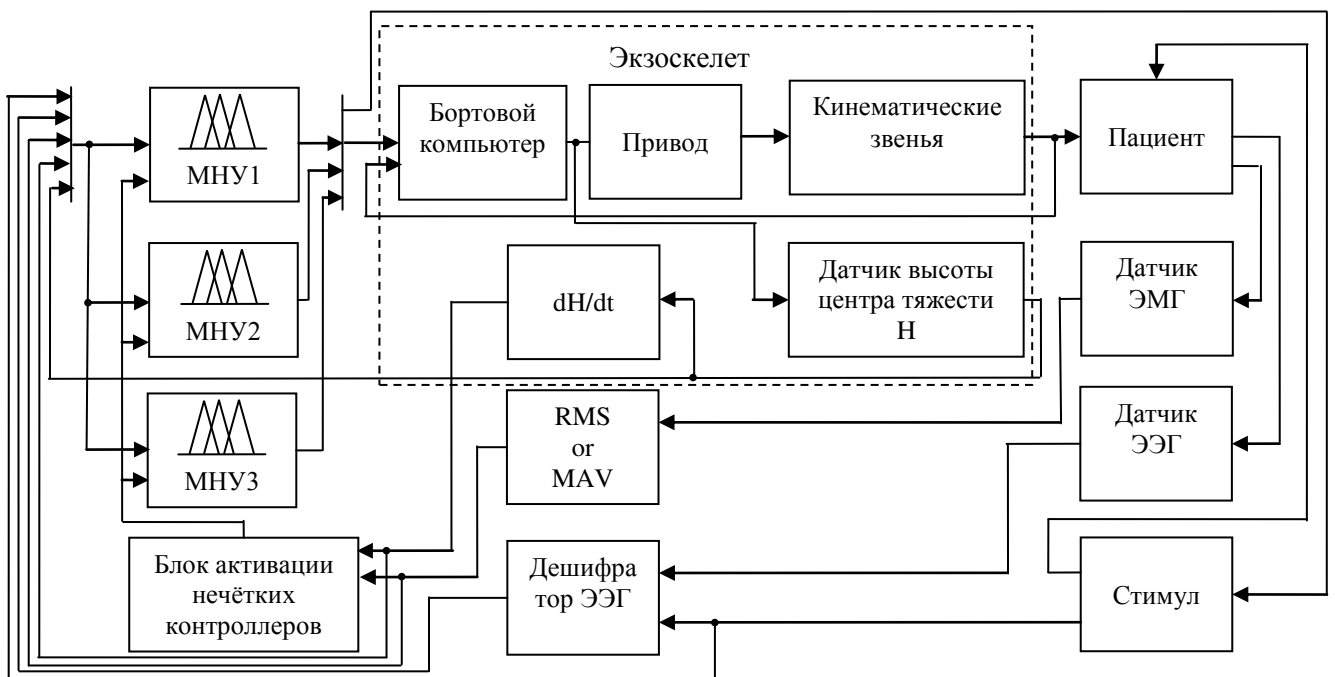 Экзоскелет
Бортовой
компьютер
Привод
Кинематические
звенья
Пациент
МНУ1
МНУ2
МНУ3
dH/dt
Датчик высоты
центра тяжести
H
Датчик
ЭМГ
RMS
or
MAV
Датчик
ЭЭГ
Блок активации
нечётких
контроллеров
Дешифра
тор ЭЭГ
Стимул